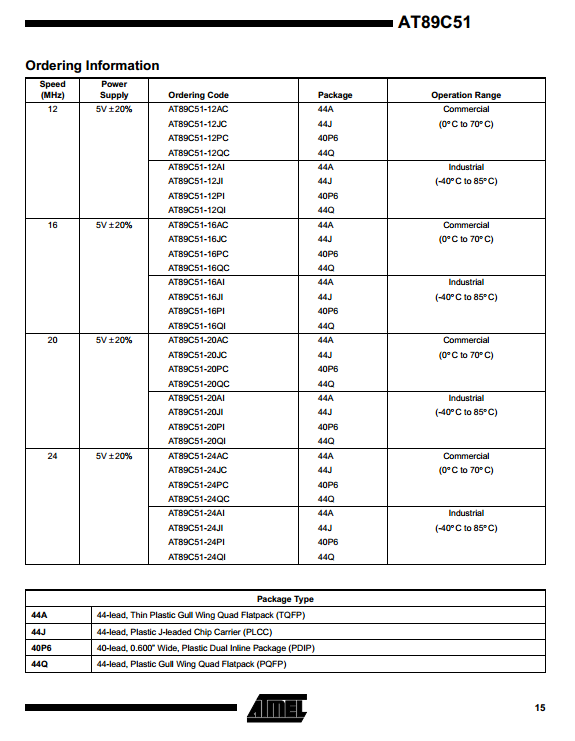 AT89C51
Ordering Information
Speed (MHz) Power Supply Ordering Code Package Operation Range
12 5V ± 20% AT89C51-12AC 44A Commercial
AT89C51-12JC 44J (0° C to 70° C)
AT89C51-12PC 40P6
AT89C51-12QC 44Q
AT89C51-12AI 44A Industrial
AT89C51-12JI 44J (-40° C to 85° C)
AT89C51-12PI 40P6
AT89C51-12QI 44Q
16 5V ± 20% AT89C51-16AC 44A Commercial
AT89C51-16JC 44J (0° C to 70° C)
AT89C51-16PC 40P6
AT89C51-16QC 44Q
AT89C51-16AI 44A Industrial
AT89C51-16JI 44J (-40° C to 85° C)
AT89C51-16PI 40P6
AT89C51-16QI 44Q
20 5V ± 20% AT89C51-20AC 44A Commercial
AT89C51-20JC 44J (0° C to 70° C)
AT89C51-20PC 40P6
AT89C51-20QC 44Q
AT89C51-20AI 44A Industrial
AT89C51-20JI 44J (-40° C to 85° C)
AT89C51-20PI 40P6
AT89C51-20QI 44Q
24 5V ± 20% AT89C51-24AC 44A Commercial
AT89C51-24JC 44J (0° C to 70° C)
AT89C51-24PC 40P6
AT89C51-24QC 44Q
AT89C51-24AI 44A Industrial
AT89C51-24JI 44J (-40° C to 85° C)
AT89C51-24PI 40P6
AT89C51-24QI 44Q
Package Type
44A 44-lead, Thin Plastic Gull Wing Quad Flatpack (TQFP)
44J 44-lead, Plastic J-leaded Chip Carrier (PLCC)
40P6 40-lead, 0.600" Wide, Plastic Dual Inline Package (PDIP)
44Q 44-lead, Plastic Gull Wing Quad Flatpack (PQFP)
ATMEL
15